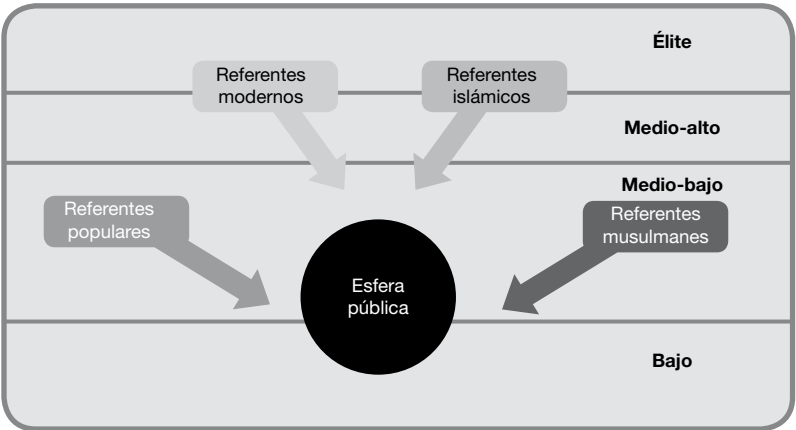 Élite
Referentes
modernos
Referentes
islámicos
Medio-alto
Medio-bajo
Referentes
populares
Referentes
musulmanes
Esfera
pública
Bajo